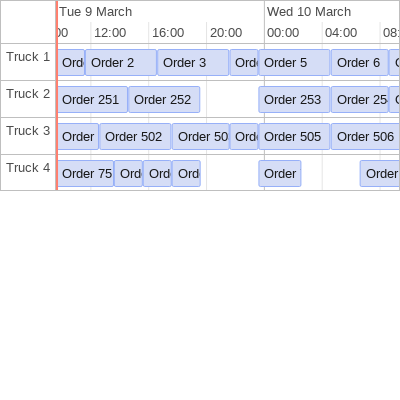 Tue 9 March Wed 10 March
00 12:00 16:00 20:00 00:00 04:00 08:
Truck 1 Ord Order 2 Order 3 Ord Order 5 Order 6
Truck 2 Order 251 Order 252 Order 253 Order 25
Truck 3 Order Order 502 Order 50 Ord Order 505 Order 506
Truck 4 Order 75 Ord Ord Ord Order Order